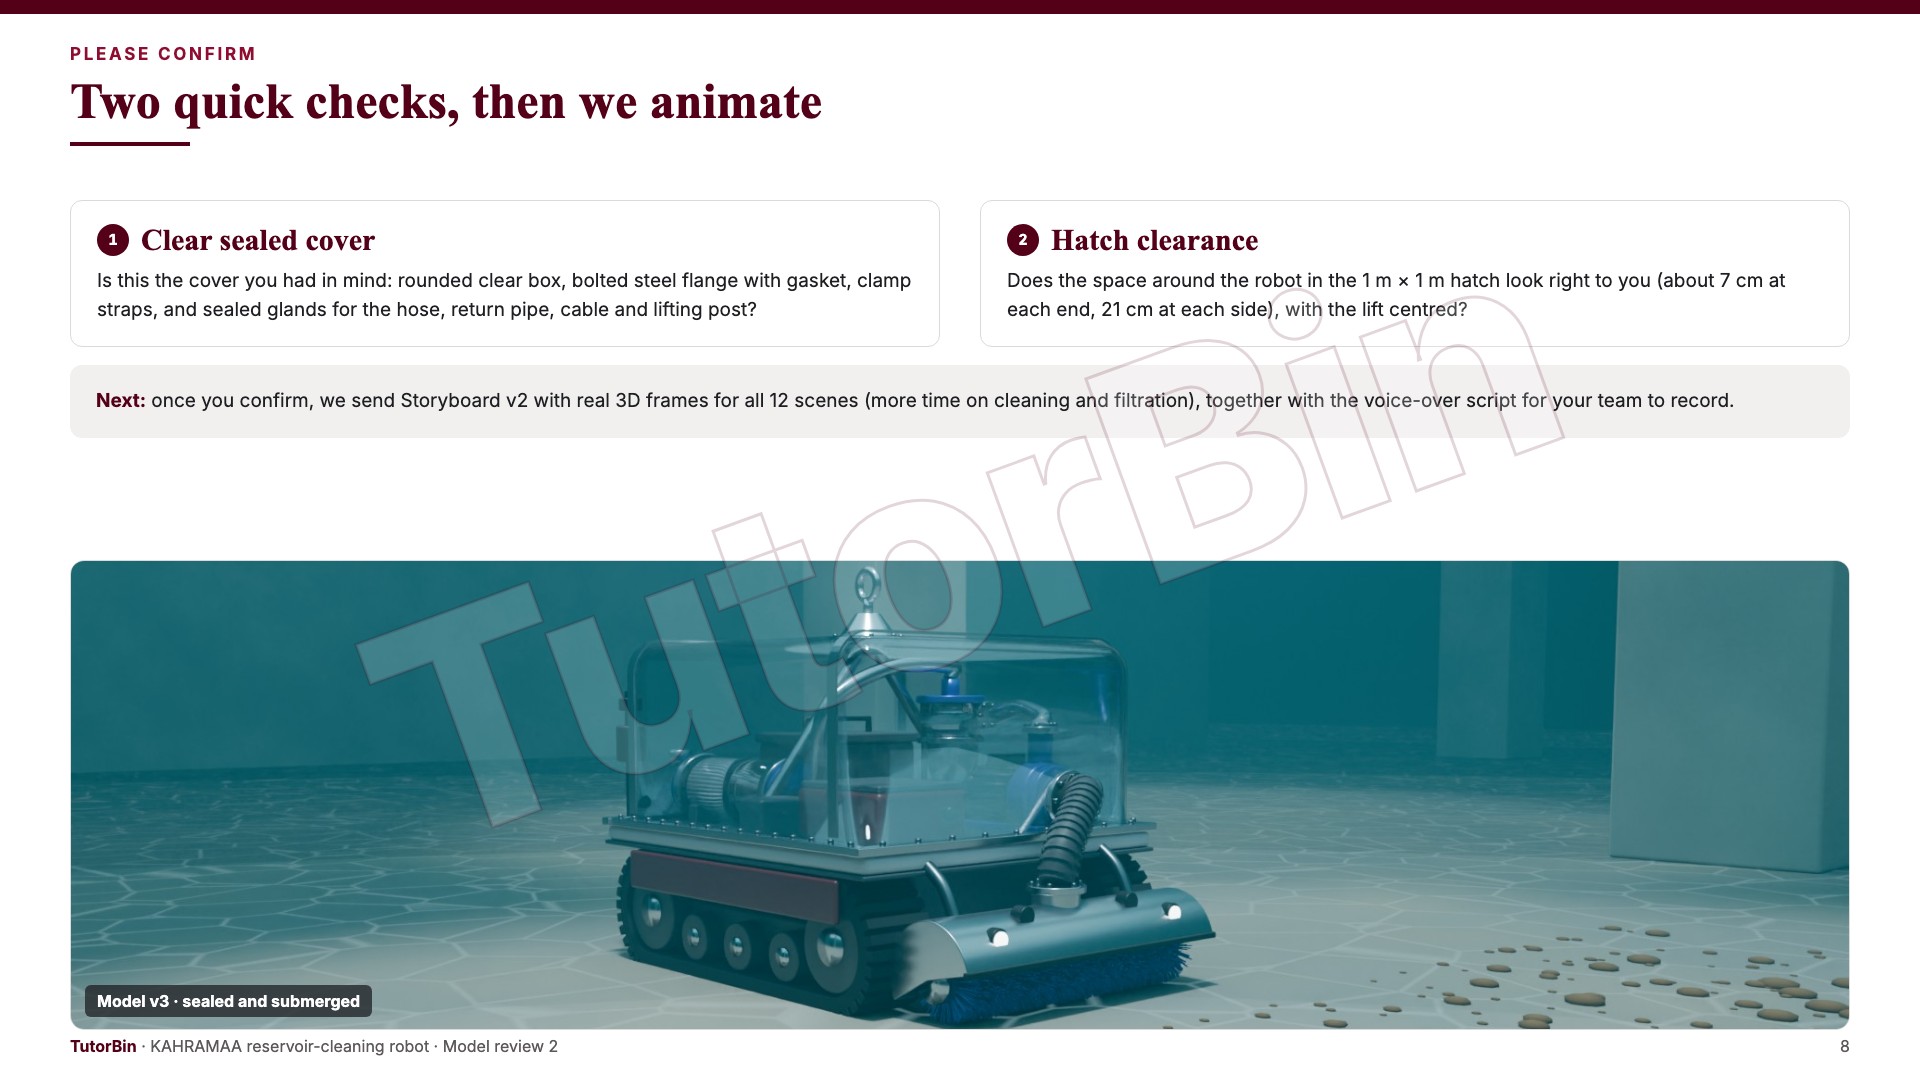 PLEASE CONFIRM
Two quick checks, then we animate
1 Clear sealed cover
Is this the cover you had in mind: rounded clear box, bolted steel flange with gasket, clamp
straps, and sealed glands for the hose, return pipe, cable and lifting post?
2 Hatch clearance
Does the space around the robot in the 1 m × 1 m hatch look right to you (about 7 cm at
each end, 21 cm at each side), with the lift centred?
Next: once you confirm, we send Storyboard v2 with real 3D frames for all 12 scenes (more time on cleaning and filtration), together with the voice-over script for your team to record.
TutorBin
Model v3 · sealed and submerged
TutorBin · KAHRAMAA reservoir-cleaning robot · Model review 2
8